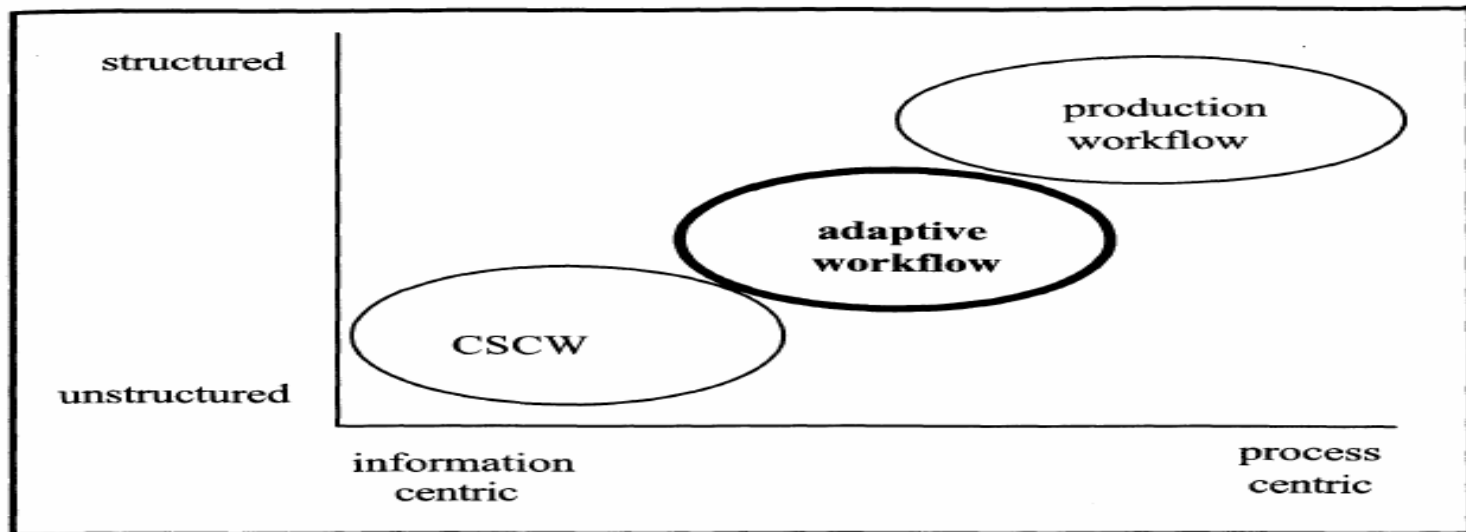 structured
production
workflow
adaptive
workflow
CSCW
unstructured
information
centric
process
centric